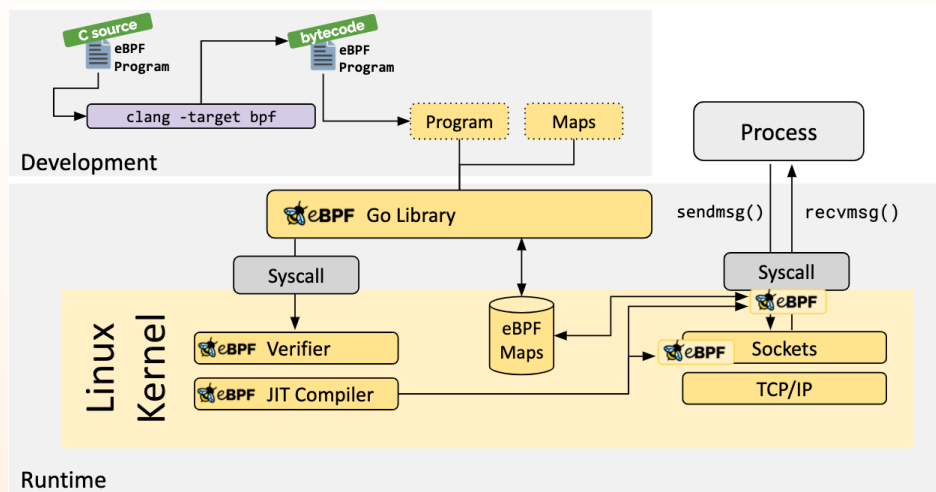 C source
eBPF
Program
bytecode
eBPF
Program
clang -target bpf
Program
Maps
Development
Process
sendmsg()
recvmsg()
eBPF Go Library
Syscall
Syscall
eBPF
Linux
Kernel
eBPF Verifier
eBPF
Maps
eBPF
Sockets
eBPF JIT Compiler
TCP/IP
Runtime